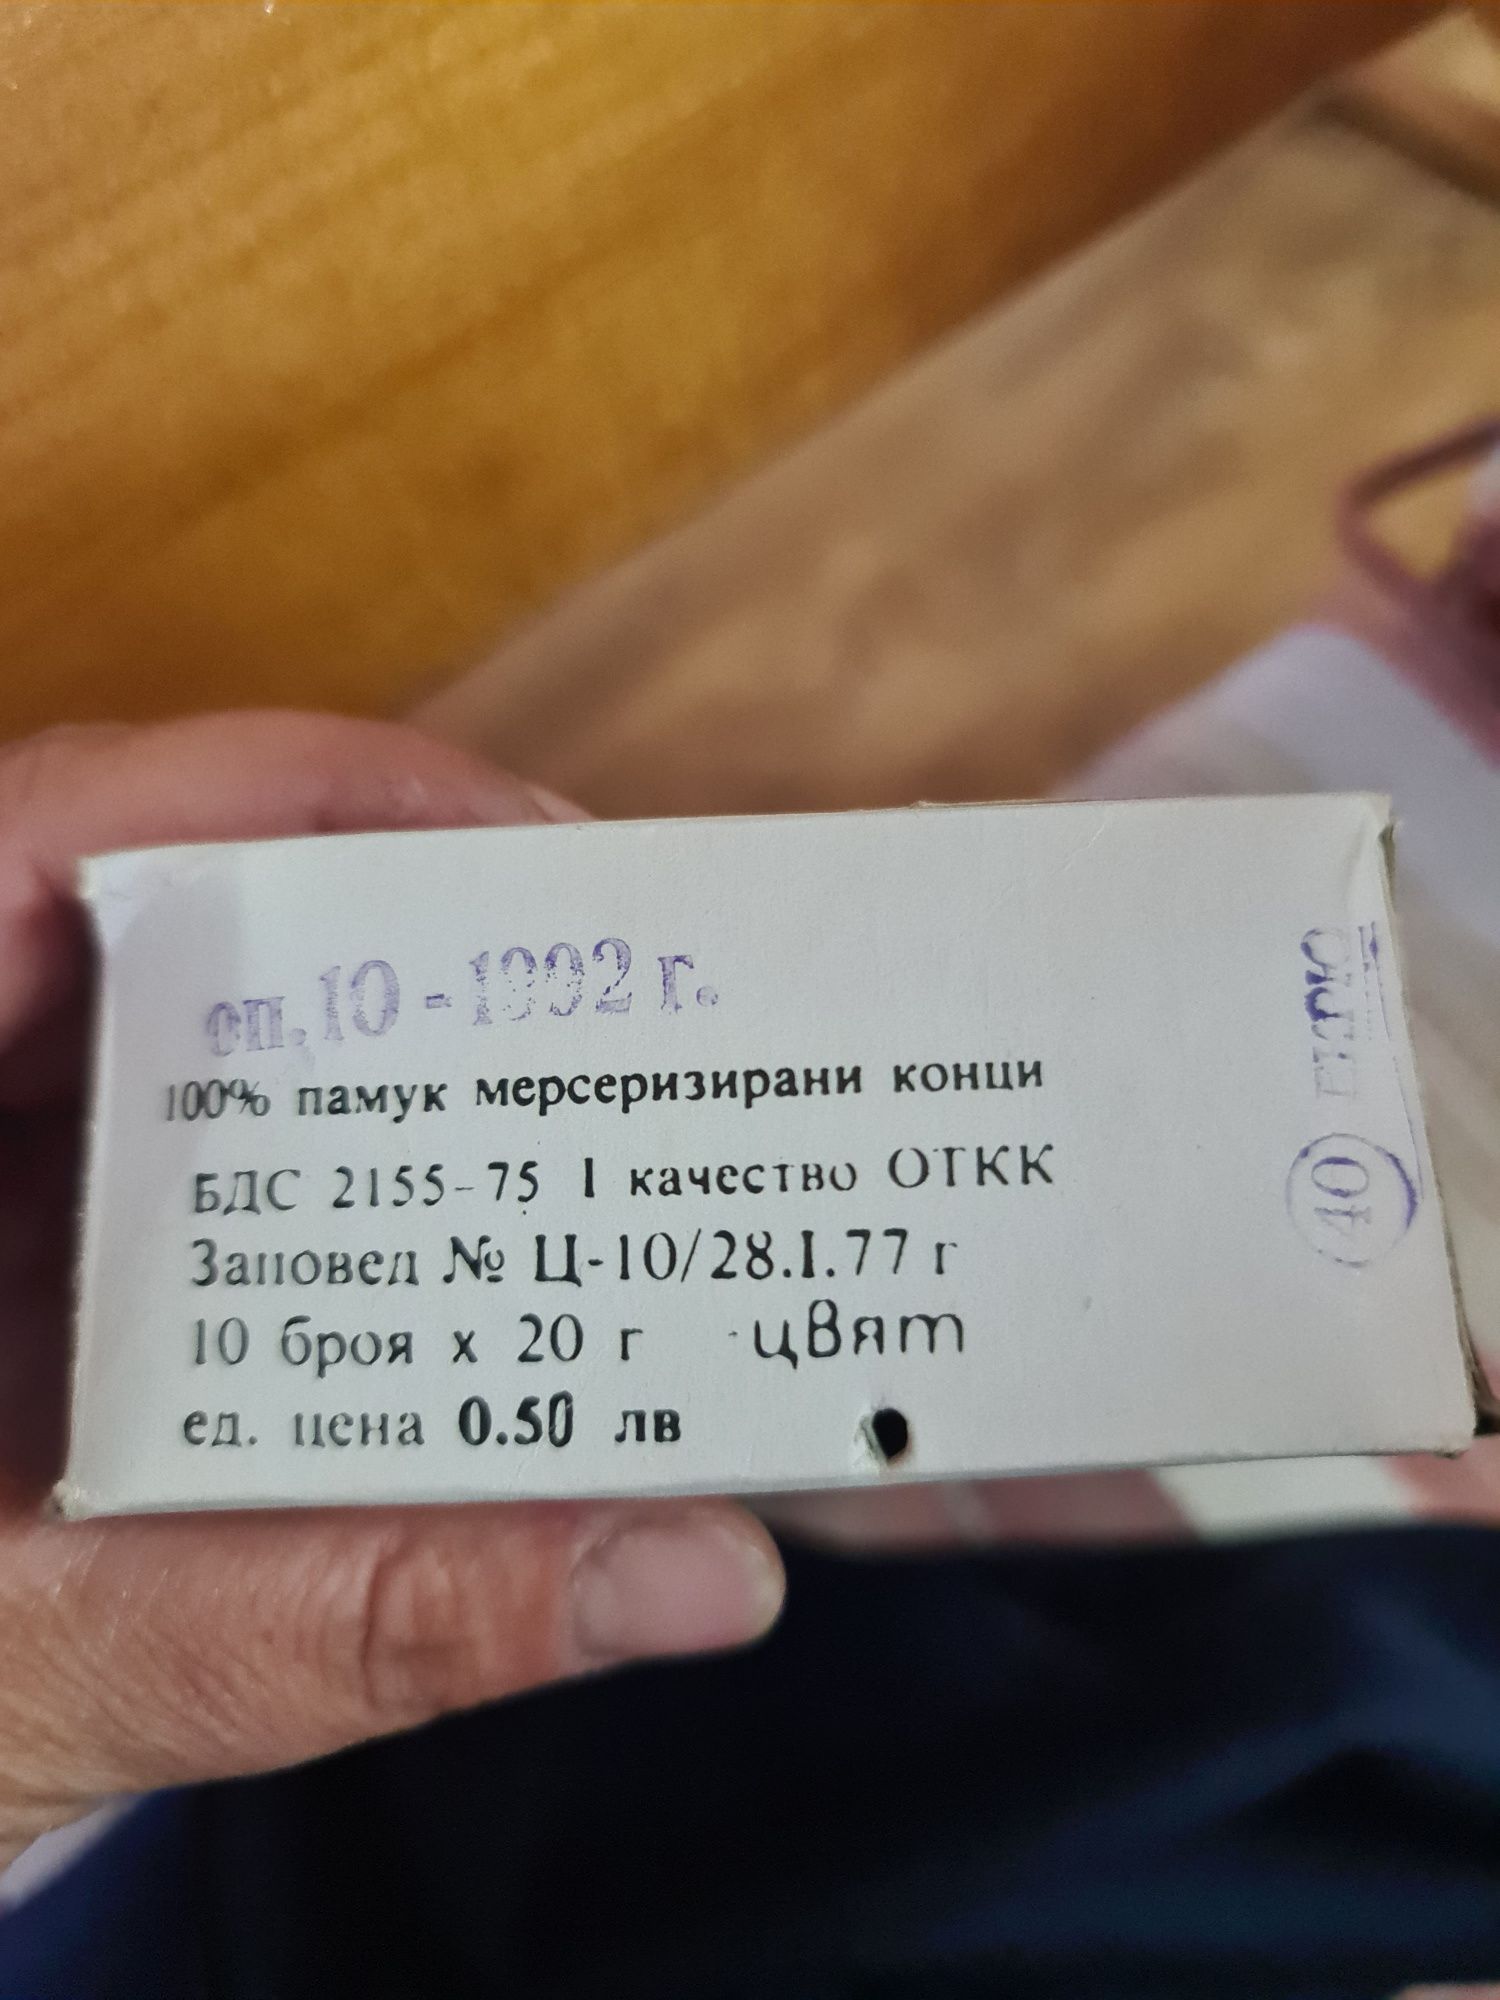 оп. 10 - 1992 г.
100% памук мерсеризирани конци
БДС 2155-75 I качество ОТКК
Заповед № Ц-10/28.I.77 г
10 броя х 20 г цвят
ед. цена 0.50 лв
40